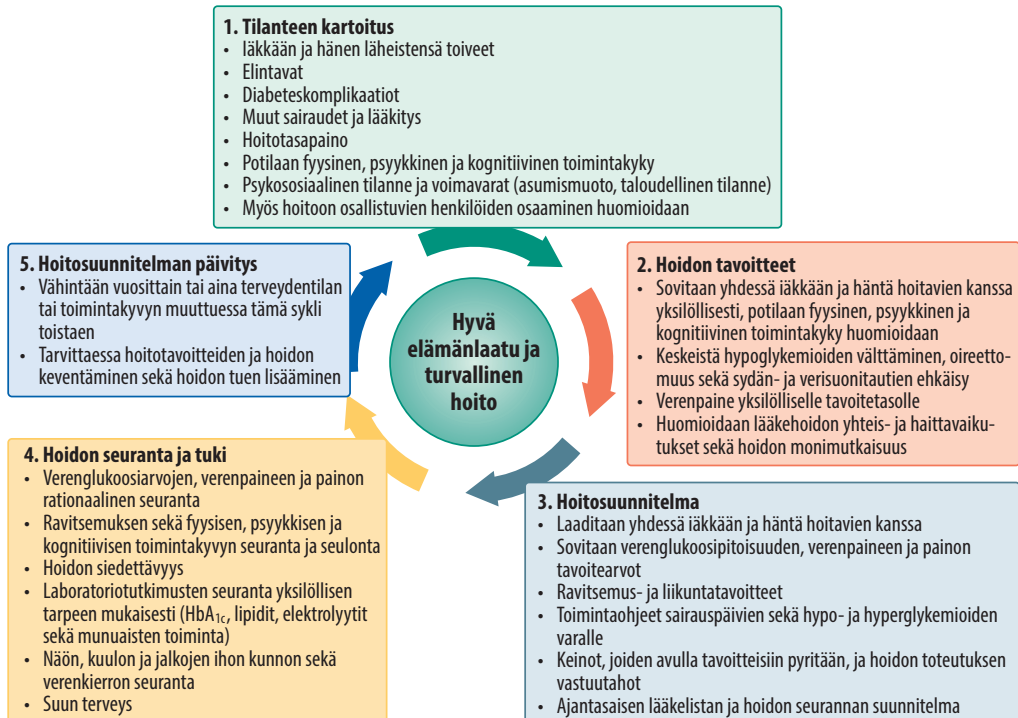 1. Tilanteen kartoitus
• Iäkkään ja hänen läheistensä toiveet
• Elintavat
• Diabeteskomplikaatiot
• Muut sairaudet ja lääkitys
• Hoitotasapaino
• Potilaan fyysinen, psyykkinen ja kognitiivinen toimintakyky
• Psykososiaalinen tilanne ja voimavarat (asumismuoto, taloudellinen tilanne)
• Myös hoitoon osallistuvien henkilöiden osaaminen huomioidaan
2. Hoidon tavoitteet
• Sovitaan yhdessä iäkkään ja häntä hoitavien kanssa
yksilöllisesti, potilaan fyysinen, psyykkinen ja
kognitiivinen toimintakyky huomioidaan
• Keskeistä hypoglykemioiden välttäminen, oireetto-
muus sekä sydän- ja verisuonitautien ehkäisy
• Verenpaine yksilölliselle tavoitetasolle
• Huomioidaan lääkehoidon yhteis- ja haittavaiku-
tukset sekä hoidon monimutkaisuus
3. Hoitosuunnitelma
• Laaditaan yhdessä iäkkään ja häntä hoitavien kanssa
• Sovitaan verenglukoosipitoisuuden, verenpaineen ja painon
tavoitearvot
• Ravitsemus- ja liikuntatavoitteet
• Toimintaohjeet sairauspäivien sekä hypo- ja hyperglykemioiden
varalle
• Keinot, joiden avulla tavoitteisiin pyritään, ja hoidon toteutuksen
vastuutahot
• Ajantasaisen lääkelistan ja hoidon seurannan suunnitelma
4. Hoidon seuranta ja tuki
• Verenglukoosiarvojen, verenpaineen ja painon
rationaalinen seuranta
• Ravitsemuksen sekä fyysisen, psyykkisen ja
kognitiivisen toimintakyvyn seuranta ja seulonta
• Hoidon siedettävyys
• Laboratoriotutkimusten seuranta yksilöllisen
tarpeen mukaisesti (HbA1c, lipidit, elektrolyytit
sekä munuaisten toiminta)
• Näön, kuulon ja jalkojen ihon kunnon sekä
verenkierron seuranta
• Suun terveys
5. Hoitosuunnitelman päivitys
• Vähintään vuosittain tai aina terveydentilan
tai toimintakyvyn muuttuessa tämä sykli
toistaen
• Tarvittaessa hoitotavoitteiden ja hoidon
keventäminen sekä hoidon tuen lisääminen
Hyvä
elämänlaatu ja
turvallinen
hoito